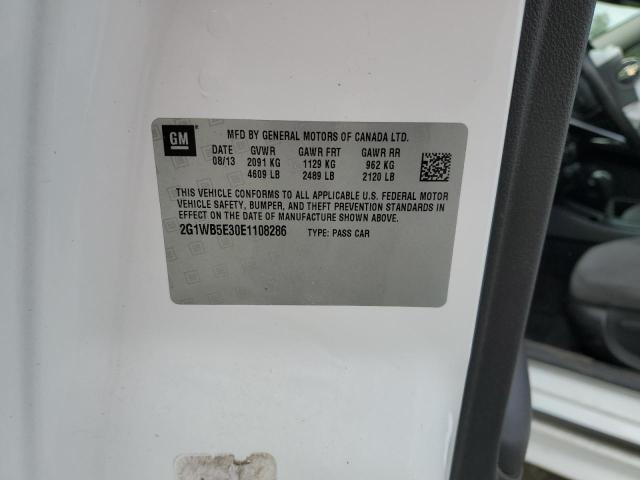 GM
MFD BY GENERAL MOTORS OF CANADA LTD.
DATE GVWR GAWR FRT GAWR RR
08/13 2091 KG 1129 KG 962 KG
4609 LB 2489 LB 2120 LB
THIS VEHICLE CONFORMS TO ALL APPLICABLE U.S. FEDERAL MOTOR
VEHICLE SAFETY, BUMPER, AND THEFT PREVENTION STANDARDS IN
EFFECT ON THE DATE OF MANUFACTURE SHOWN ABOVE.
2G1WB5E30E1108286 TYPE: PASS CAR